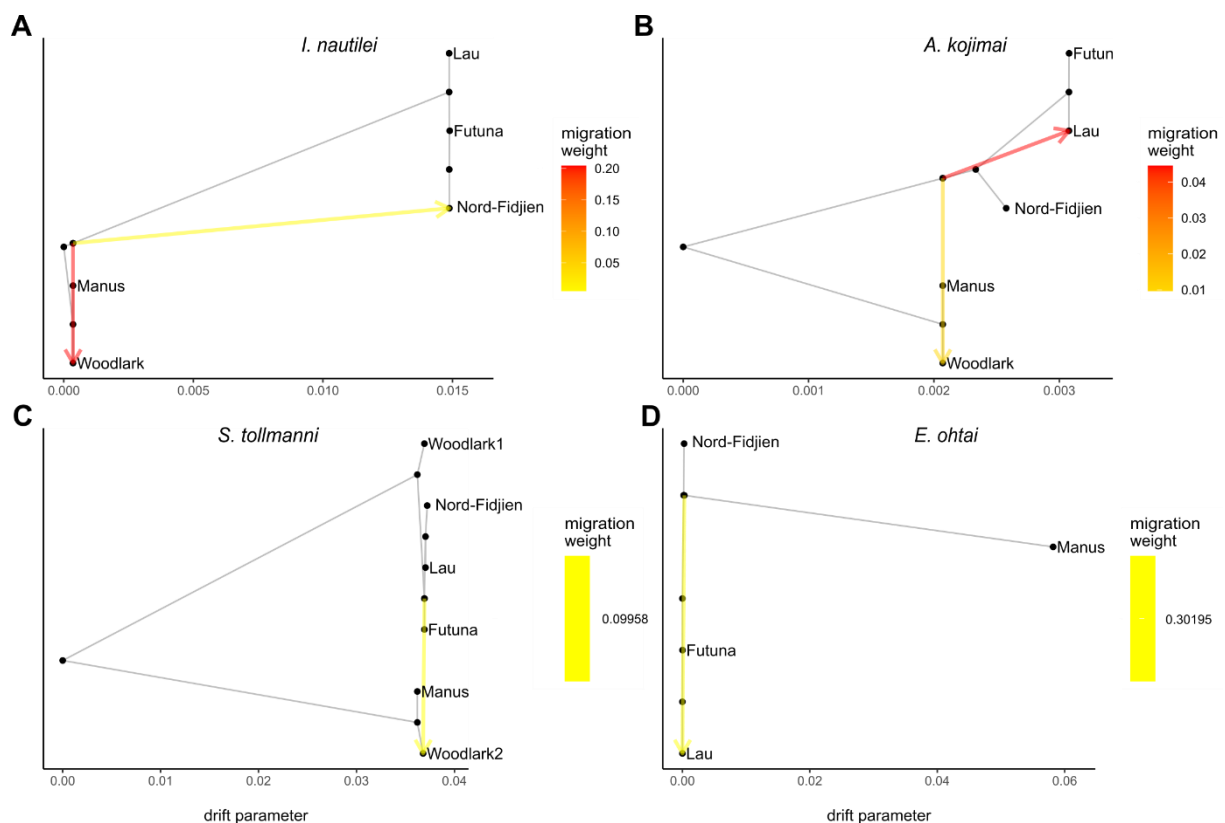 A
I. nautilei
Lau
Futuna
Nord-Fidjien
Manus
Woodlark
migration
weight
0.20
0.15
0.10
0.05
0.000
0.005
0.010
0.015
B
A. kojimai
Futun
Lau
Nord-Fidjien
Manus
Woodlark
migration
weight
0.04
0.03
0.02
0.01
0.000
0.001
0.002
0.003
C
S. tollmanni
Woodlark1
Nord-Fidjien
Lau
Futuna
Manus
Woodlark2
migration
weight
0.09958
0.00
0.01
0.02
0.03
0.04
drift parameter
D
E. ohtai
Nord-Fidjien
Manus
Futuna
Lau
migration
weight
0.30195
0.00
0.02
0.04
0.06
drift parameter